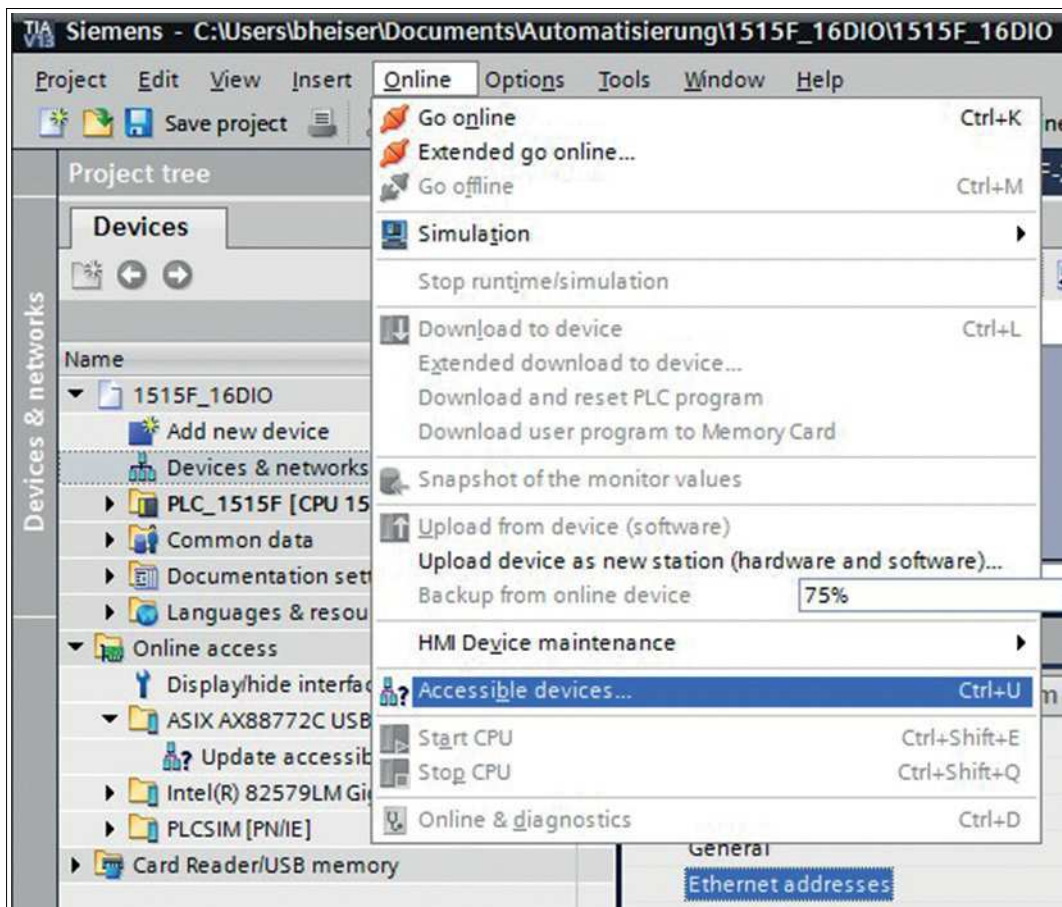 TIA V13 Siemens - C:\Users\bheiser\Documents\Automatisierung\1515F_16DIO\1515F_16DIO
Project Edit View Insert Online Options Tools Window Help
Save project
Project tree
Devices
Devices & networks
Name
1515F_16DIO
Add new device
Devices & networks
PLC_1515F [CPU 15
Common data
Documentation sett
Languages & resou
Online access
Display/hide interfac
ASIX AX88772C USB
Update accessib
Intel(R) 82579LM Gig
PLCSIM [PN/IE]
Card Reader/USB memory
Go online Ctrl+K
Extended go online...
Go offline Ctrl+M
Simulation
Stop runtime/simulation
Download to device Ctrl+L
Extended download to device...
Download and reset PLC program
Download user program to Memory Card
Snapshot of the monitor values
Upload from device (software)
Upload device as new station (hardware and software)...
Backup from online device
75%
HMI Device maintenance
Accessible devices... Ctrl+U
Start CPU Ctrl+Shift+E
Stop CPU Ctrl+Shift+Q
Online & diagnostics Ctrl+D
General
Ethernet addresses